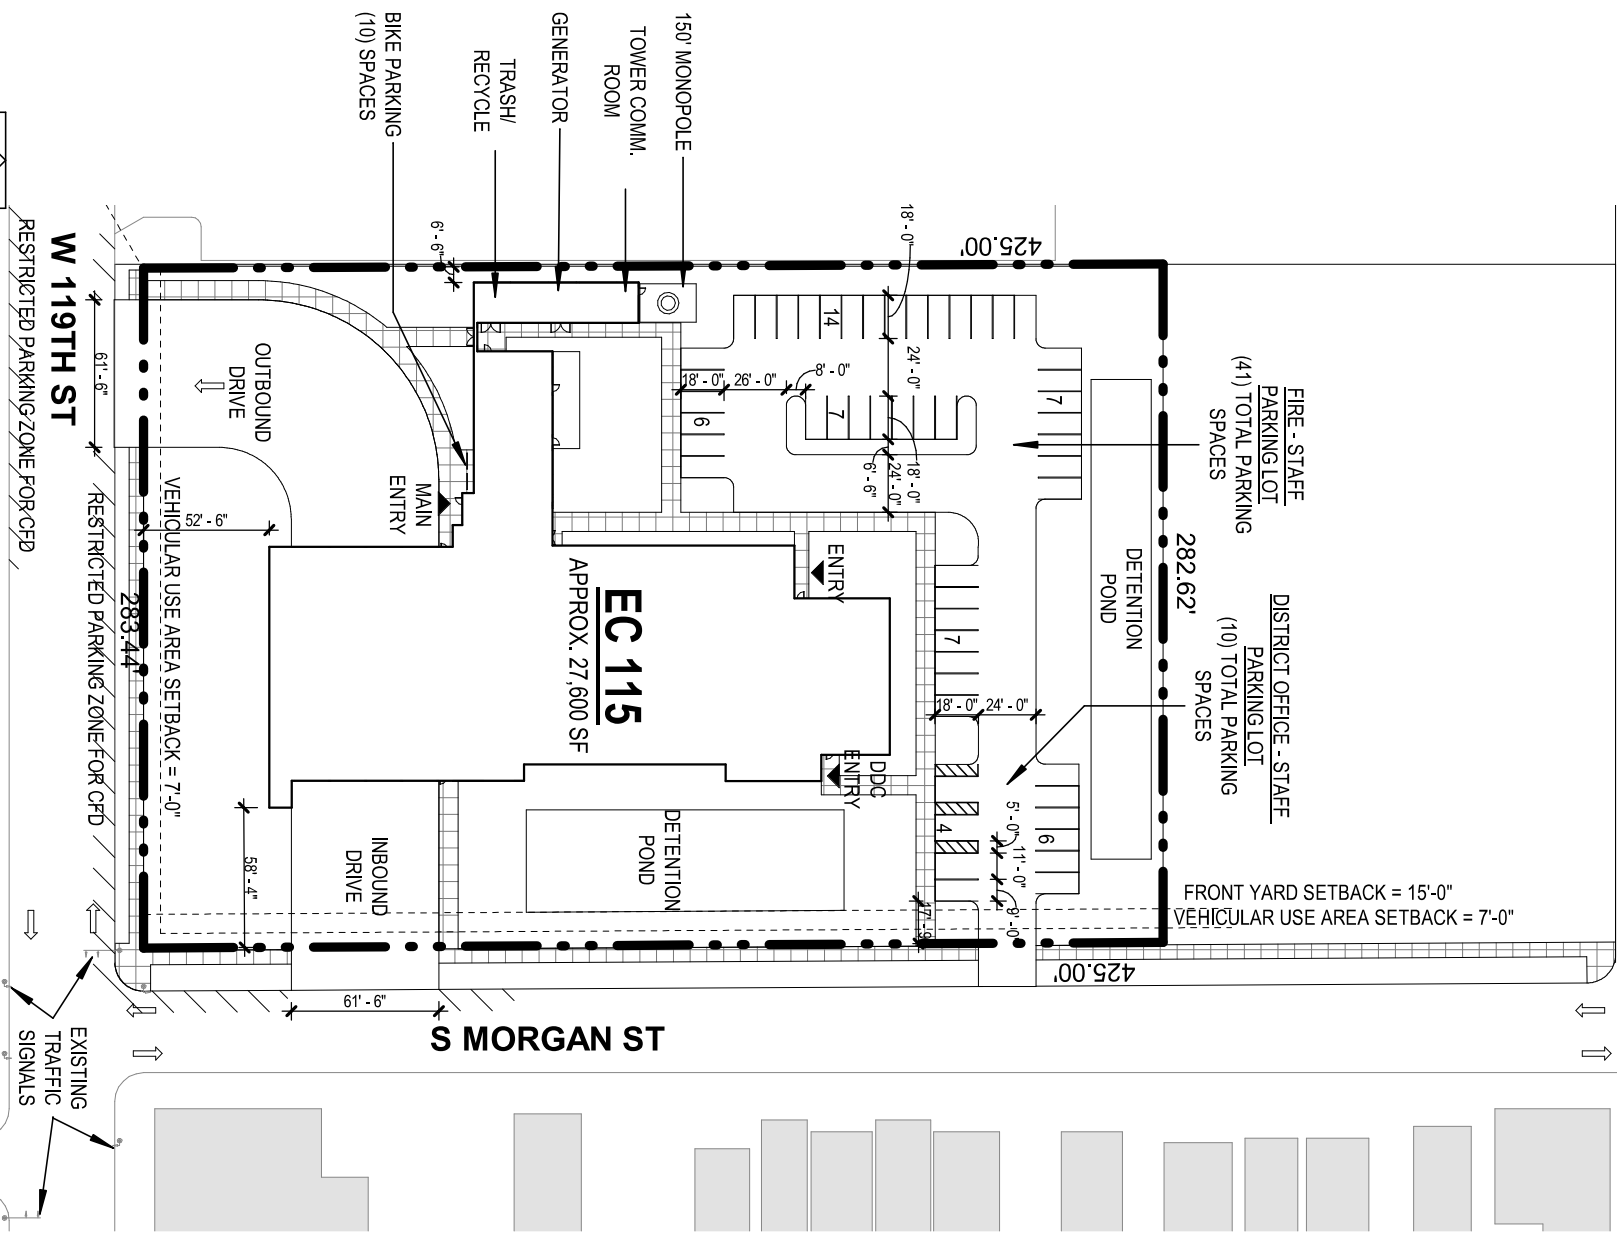 150' MONOPOLE
TOWER COMM.
ROOM
GENERATOR
TRASH/
RECYCLE
BIKE PARKING
(10) SPACES
18' - 0"
425.00'
6' - 6"
14
24' - 0"
8' - 0"
18' - 0"
26' - 0"
7
6
18' - 0"
24' - 0"
6' - 6"
7
FIRE - STAFF
PARKING LOT
(41) TOTAL PARKING
SPACES
282.62'
DETENTION
POND
DISTRICT OFFICE - STAFF
PARKING LOT
(10) TOTAL PARKING
SPACES
W 119TH ST
RESTRICTED PARKING ZONE FOR CFD
RESTRICTED PARKING ZONE FOR CFD
61' - 6"
OUTBOUND
DRIVE
MAIN
ENTRY
VEHICULAR USE AREA SETBACK = 7'-0"
52' - 6"
283.44'
ENTRY
EC 115
APPROX. 27,600 SF
7
18' - 0"
24' - 0"
DDC
ENTRY
4
5' - 0"
11' - 0"
9' - 0"
6
17' - 9"
58' - 4"
INBOUND
DRIVE
DETENTION
POND
FRONT YARD SETBACK = 15'-0"
VEHICULAR USE AREA SETBACK = 7'-0"
425.00'
61' - 6"
S MORGAN ST
EXISTING
TRAFFIC
SIGNALS